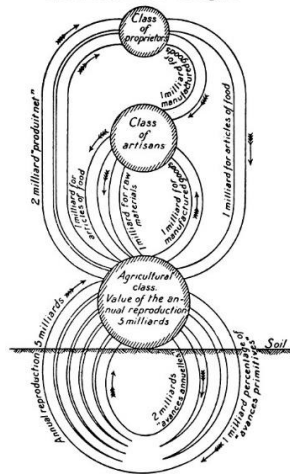 Class
of
proprietors
1 milliard
for
manufactured
goods
Class
of
artisans
2 milliard "produit net"
1 milliard for articles of food
1 milliard for
articles of food
1 milliard for raw
materials
1 milliard for
manufactured
goods
Agricultural
class.
Value of the an-
nual reproduction
5 milliards
Soil
Annual reproduction 5 milliards
2 milliards
"avances annuelles"
1 milliard percentage of
"avances primitives"